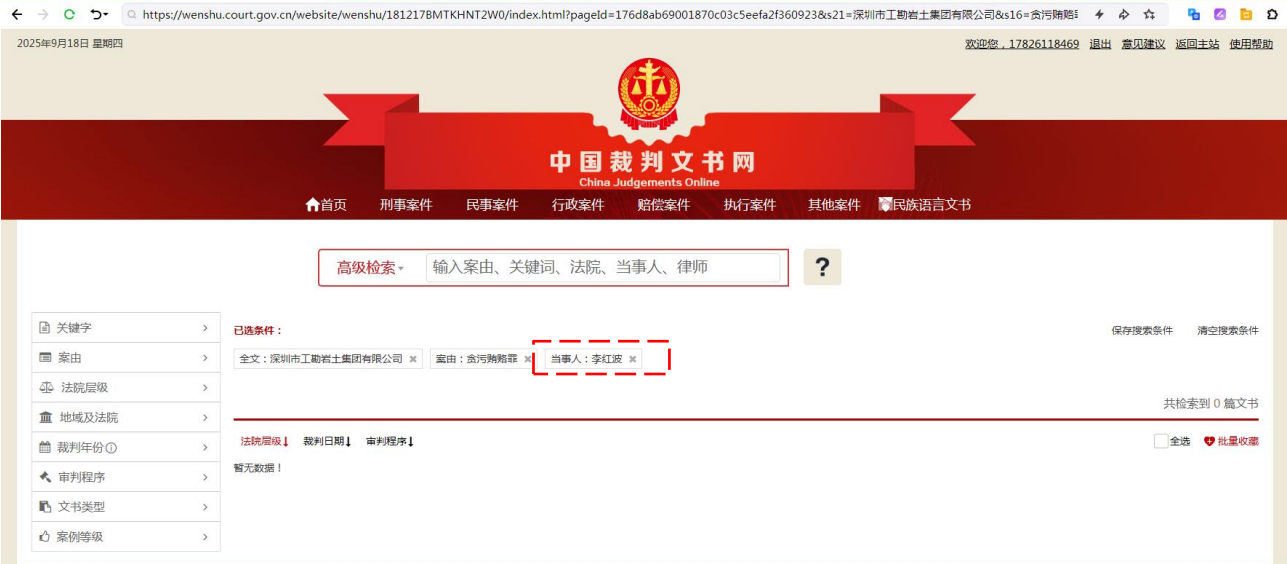 https://wenshu.court.gov.cn/website/wenshu/181217BMTKHNT2W0/index.html?pageId=176d8ab69001870c03c5eefa2f360923&s21=深圳市工勘岩土集团有限公司&s16=贪污贿赂
2025年9月18日 星期四
欢迎您，17826118469 退出 意见建议 返回主站 使用帮助
中国裁判文书网
China Judgements Online
首页 刑事案件 民事案件 行政案件 赔偿案件 执行案件 其他案件 民族语言文书
高级检索 输入案由、关键词、法院、当事人、律师 ?
关键字
案由
法院层级
地域及法院
裁判年份
审判程序
文书类型
案例等级
已选条件：
保存搜索条件 清空搜索条件
全文：深圳市工勘岩土集团有限公司 × 案由：贪污贿赂罪 × 当事人：李红波 ×
共检索到 0 篇文书
法院层级 裁判日期 审判程序
全选 批量收藏
暂无数据！